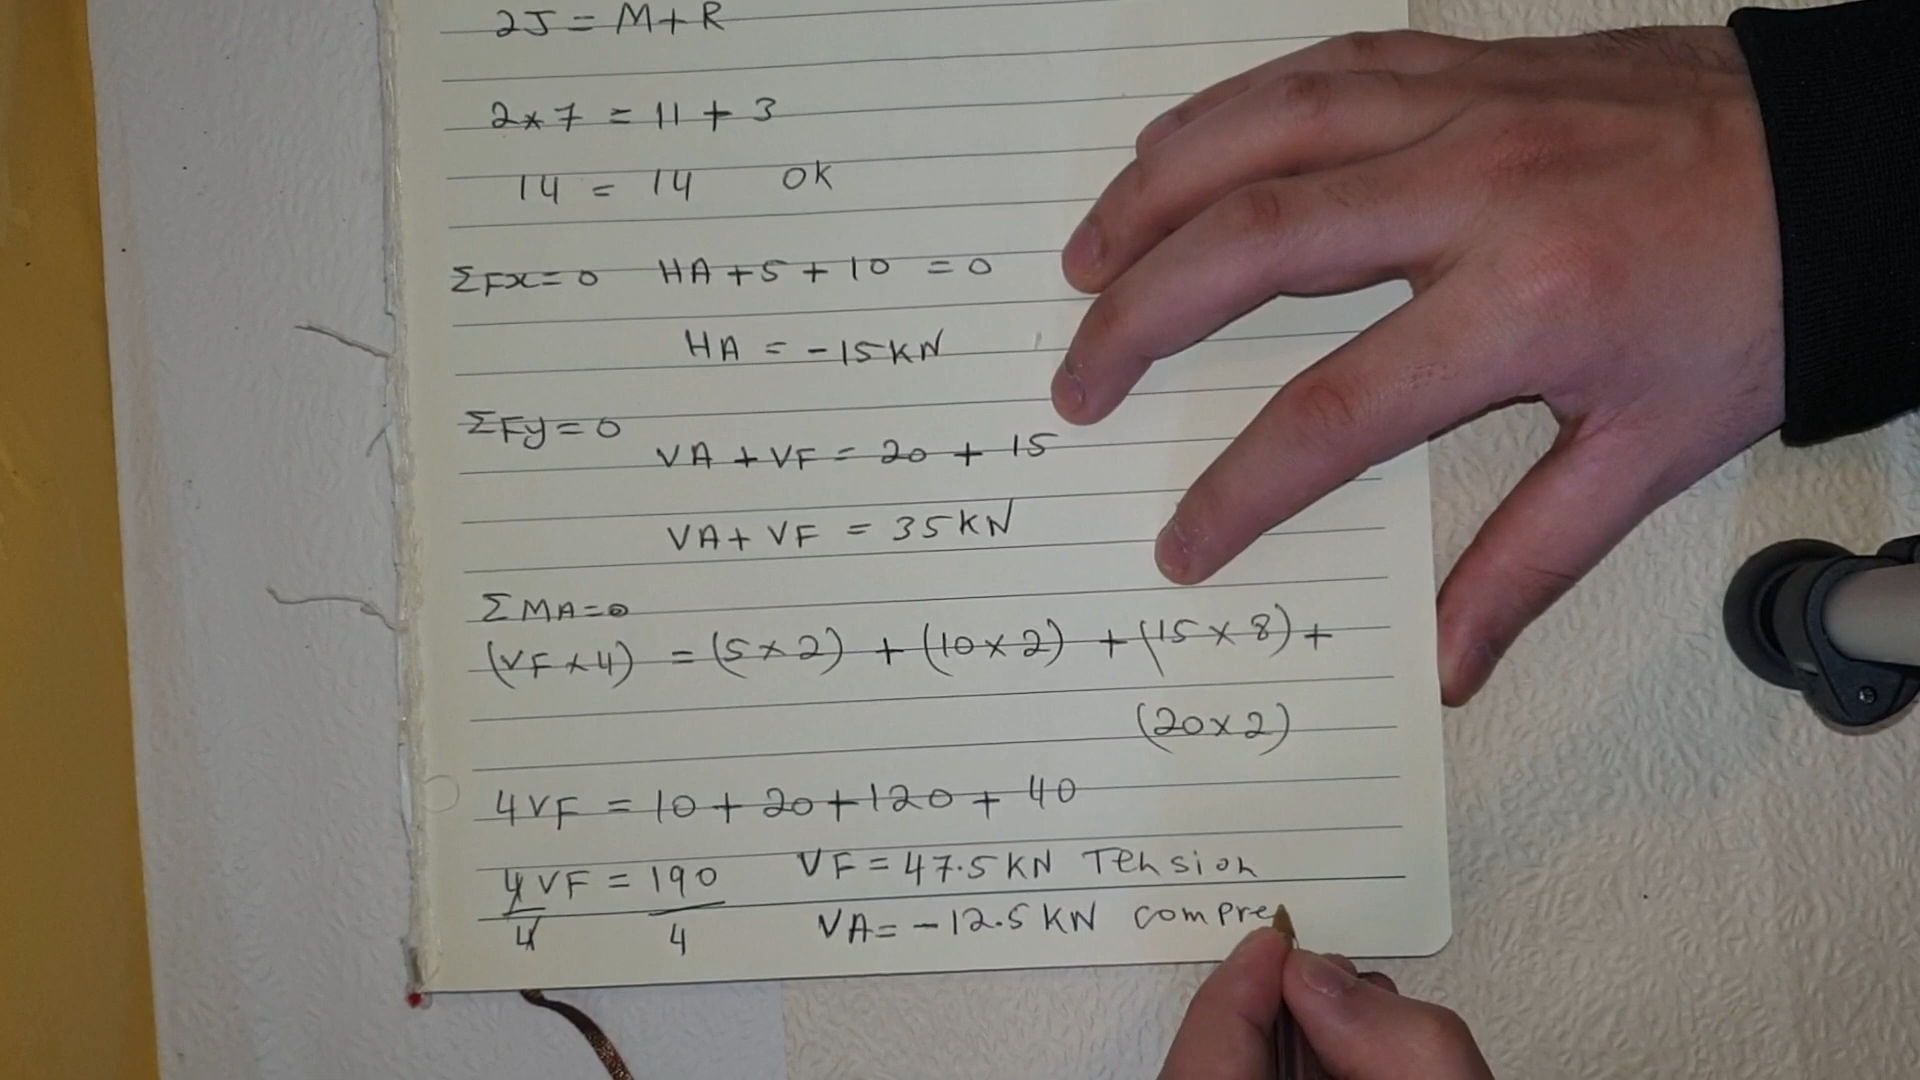 2J = M + R
2 * 7 = 11 + 3
14 = 14 OK
ΣFx = 0 HA + 5 + 10 = 0
HA = -15 KN
ΣFy = 0
VA + VF = 20 + 15
VA + VF = 35 KN
ΣMA = 0
(VF x 4) = (5 x 2) + (10 x 2) + (15 x 8) +
(20 x 2)
4VF = 10 + 20 + 120 + 40
4VF/4 = 190/4 VF = 47.5 KN Tension
VA = -12.5 KN compre